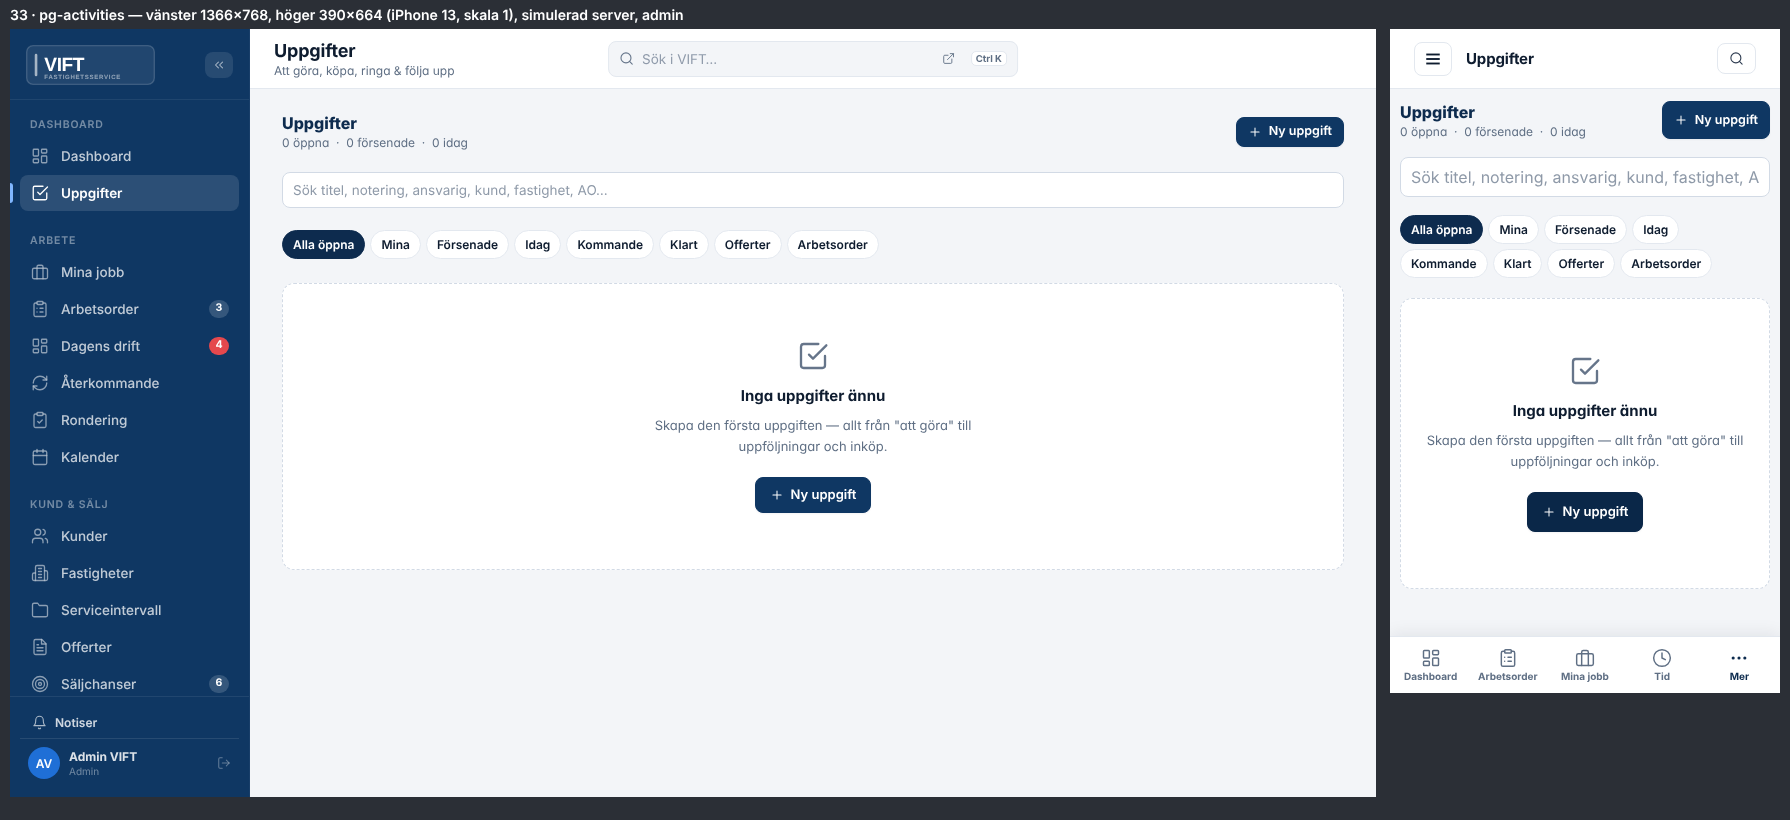 33 · pg-activities — vänster 1366×768, höger 390×664 (iPhone 13, skala 1), simulerad server, admin
VIFT
FASTIGHETSSERVICE
DASHBOARD
Dashboard
Uppgifter
ARBETE
Mina jobb
Arbetsorder 3
Dagens drift 4
Återkommande
Rondering
Kalender
KUND & SÄLJ
Kunder
Fastigheter
Serviceintervall
Offerter
Säljchanser 6
Notiser
AV
Admin VIFT
Admin
Uppgifter
Att göra, köpa, ringa & följa upp
Sök i VIFT... Ctrl K
Uppgifter
0 öppna · 0 försenade · 0 idag
+ Ny uppgift
Sök titel, notering, ansvarig, kund, fastighet, AO...
Alla öppna Mina Försenade Idag Kommande Klart Offerter Arbetsorder
Inga uppgifter ännu
Skapa den första uppgiften — allt från "att göra" till
uppföljningar och inköp.
+ Ny uppgift
Uppgifter
Uppgifter
0 öppna · 0 försenade · 0 idag
+ Ny uppgift
Sök titel, notering, ansvarig, kund, fastighet, A
Alla öppna Mina Försenade Idag
Kommande Klart Offerter Arbetsorder
Inga uppgifter ännu
Skapa den första uppgiften — allt från "att göra" till
uppföljningar och inköp.
+ Ny uppgift
Dashboard Arbetsorder Mina jobb Tid Mer